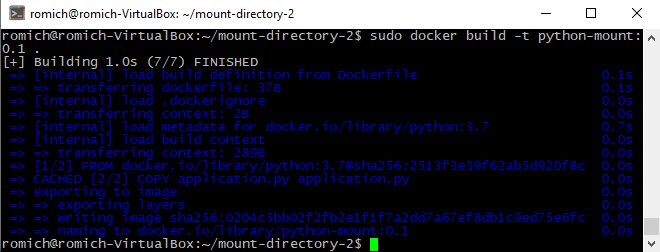 romich@romich-VirtualBox: ~/mount-directory-2
romich@romich-VirtualBox:~/mount-directory-2$ sudo docker build -t python-mount:
0.1 .
[+] Building 1.0s (7/7) FINISHED
=> [internal] load build definition from Dockerfile 0.1s
=> => transferring dockerfile: 37B 0.1s
=> [internal] load .dockerignore 0.0s
=> => transferring context: 2B 0.0s
=> [internal] load metadata for docker.io/library/python:3.7 0.7s
=> [internal] load build context 0.0s
=> => transferring context: 289B 0.0s
=> [1/2] FROM docker.io/library/python:3.7@sha256:2513f3e39f62ab5d920f8c 0.0s
=> CACHED [2/2] COPY application.py application.py 0.0s
=> exporting to image 0.0s
=> => exporting layers 0.0s
=> => writing image sha256:0204c5bb02f2fb2e1f1f7a2dd7a67ef8db1c9ed75e6fc 0.0s
=> => naming to docker.io/library/python-mount:0.1 0.0s
romich@romich-VirtualBox:~/mount-directory-2$